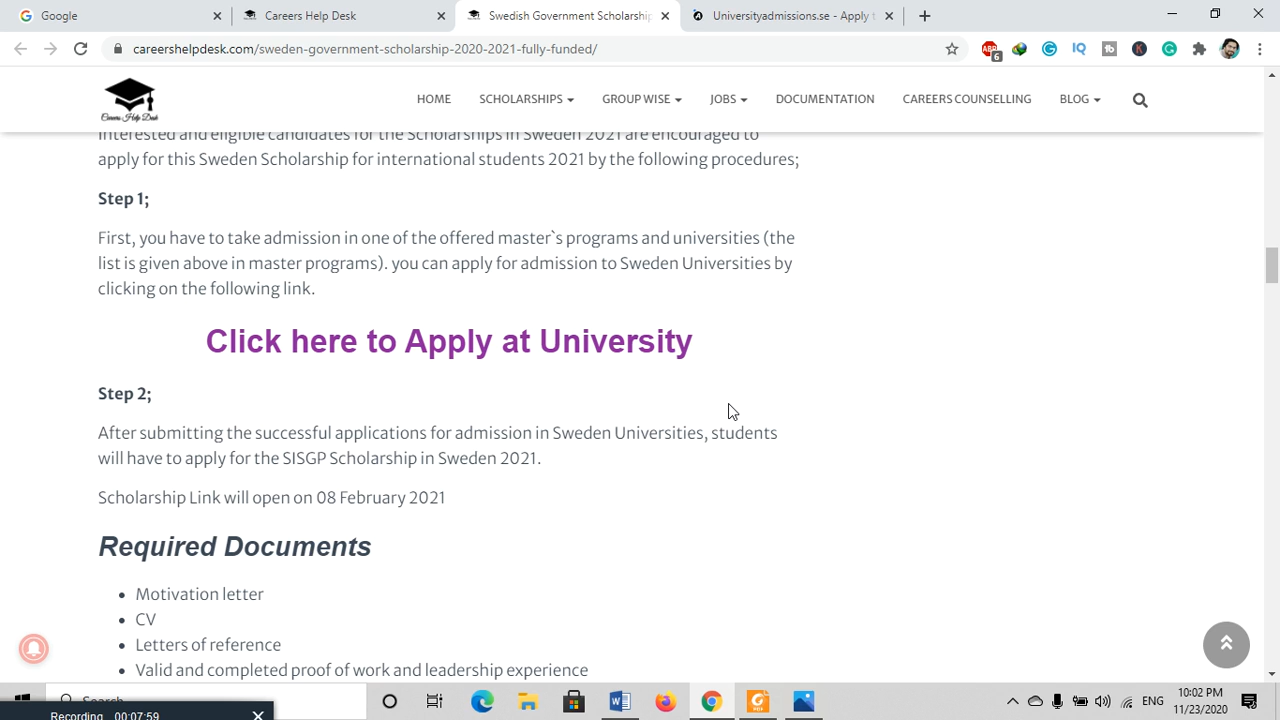 Google
Careers Help Desk
Swedish Government Scholarship
Universityadmissions.se - Apply t
careershelpdesk.com/sweden-government-scholarship-2020-2021-fully-funded/
ABP
6
IQ
K
Careers Help Desk
HOME
SCHOLARSHIPS
GROUP WISE
JOBS
DOCUMENTATION
CAREERS COUNSELLING
BLOG
Interested and eligible candidates for the Scholarships in Sweden 2021 are encouraged to
apply for this Sweden Scholarship for international students 2021 by the following procedures;
Step 1;
First, you have to take admission in one of the offered master`s programs and universities (the
list is given above in master programs). you can apply for admission to Sweden Universities by
clicking on the following link.
Click here to Apply at University
Step 2;
After submitting the successful applications for admission in Sweden Universities, students
will have to apply for the SISGP Scholarship in Sweden 2021.
Scholarship Link will open on 08 February 2021
Required Documents
Motivation letter
CV
Letters of reference
Valid and completed proof of work and leadership experience
Search
Recording 00:07:59
ENG
10:02 PM
11/23/2020